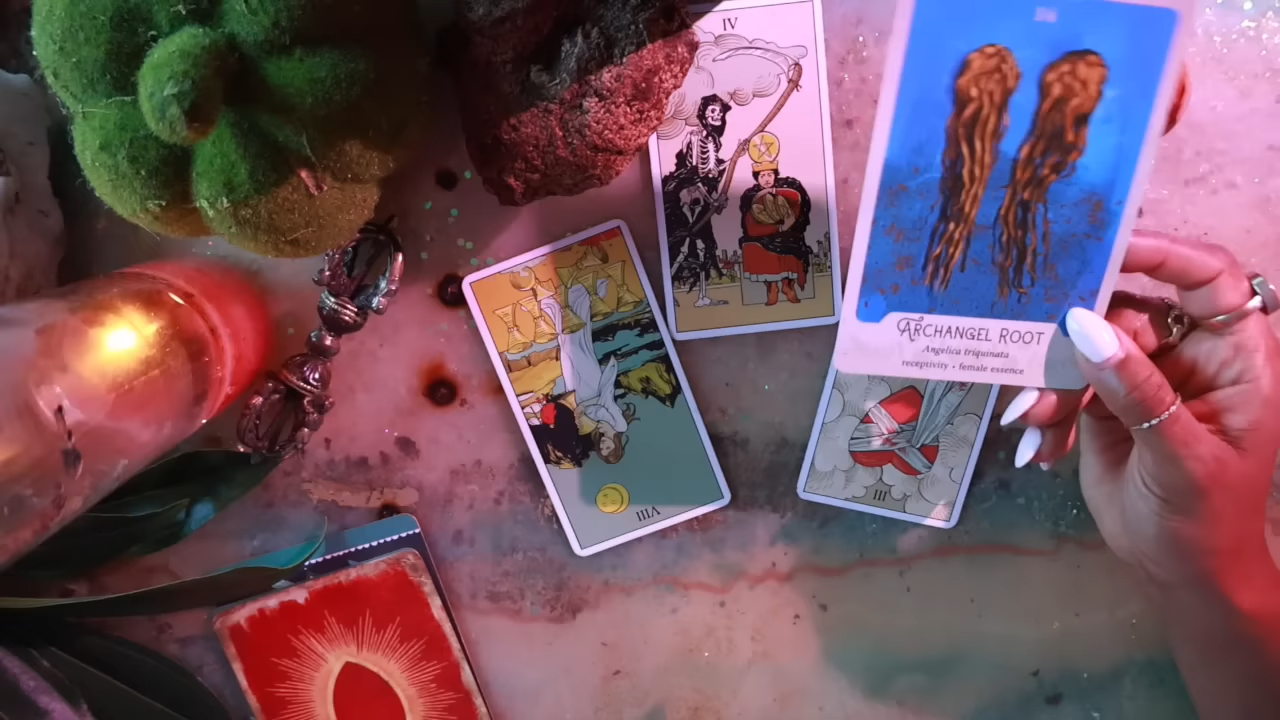 IV
ARCHANGEL ROOT
Angelica triquinata
receptivity • female essence
III
VIII